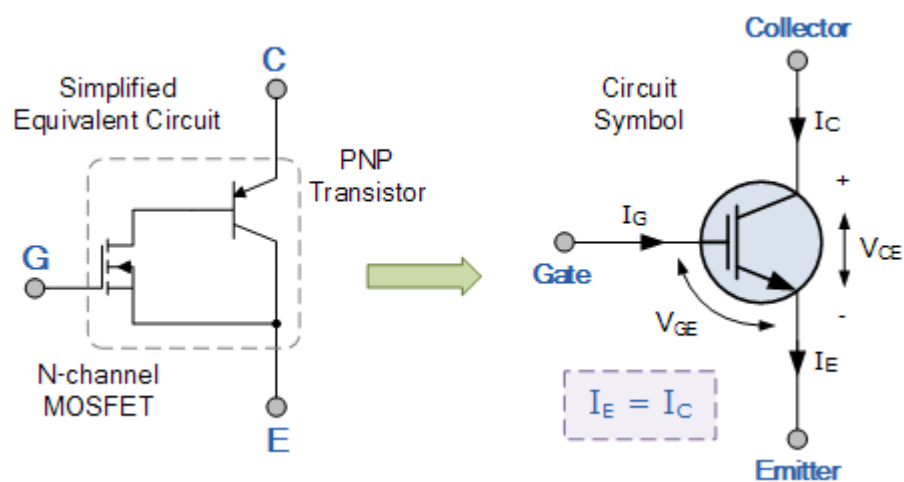 C
Simplified
Equivalent Circuit
PNP
Transistor
G
N-channel
MOSFET
E
Collector
Circuit
Symbol
IC
+
IG
VCE
Gate
VGE
-
IE
IE = IC
Emitter